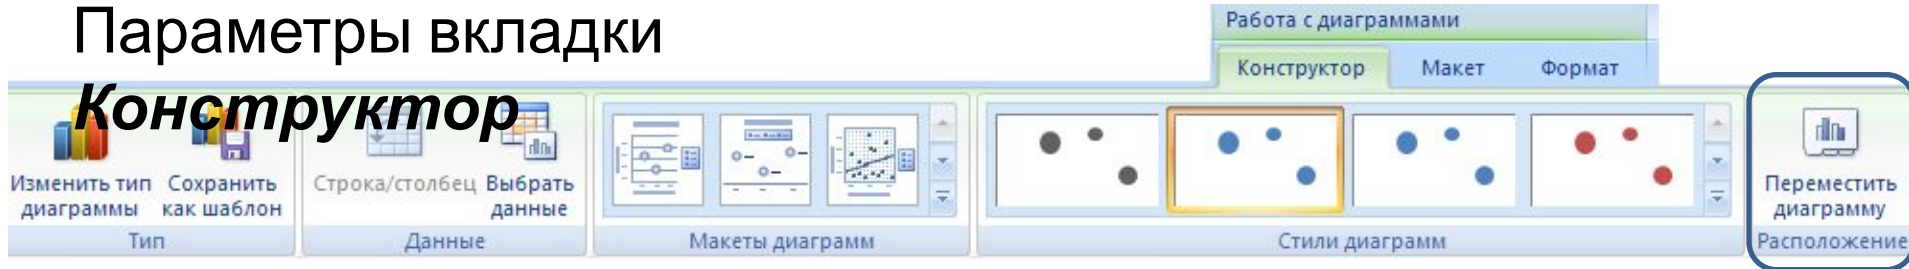 Параметры вкладки
Конструктор
Работа с диаграммами
Конструктор Макет Формат
Изменить тип диаграммы
Сохранить как шаблон
Строка/столбец
Выбрать данные
Переместить диаграмму
Тип Данные Макеты диаграмм Стили диаграмм Расположение